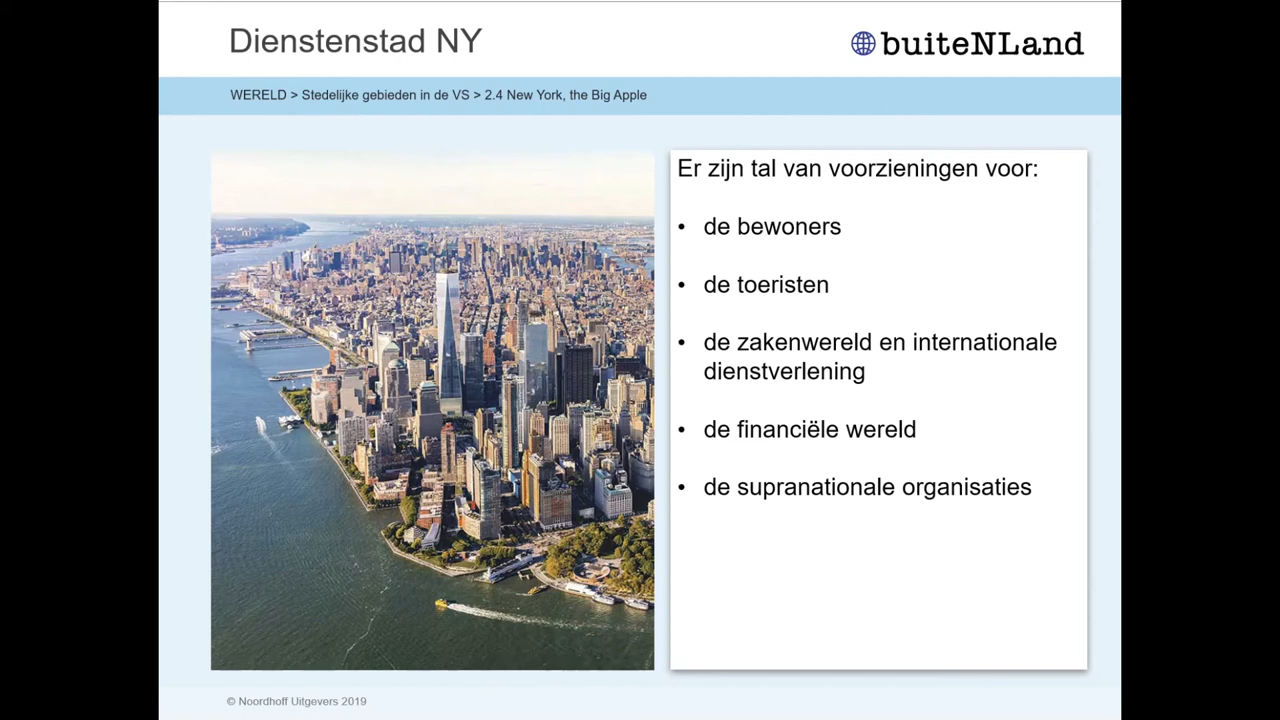 Dienstenstad NY
buiteNLand
WERELD > Stedelijke gebieden in de VS > 2.4 New York, the Big Apple
Er zijn tal van voorzieningen voor:
• de bewoners
• de toeristen
• de zakenwereld en internationale
dienstverlening
• de financiële wereld
• de supranationale organisaties
© Noordhoff Uitgevers 2019